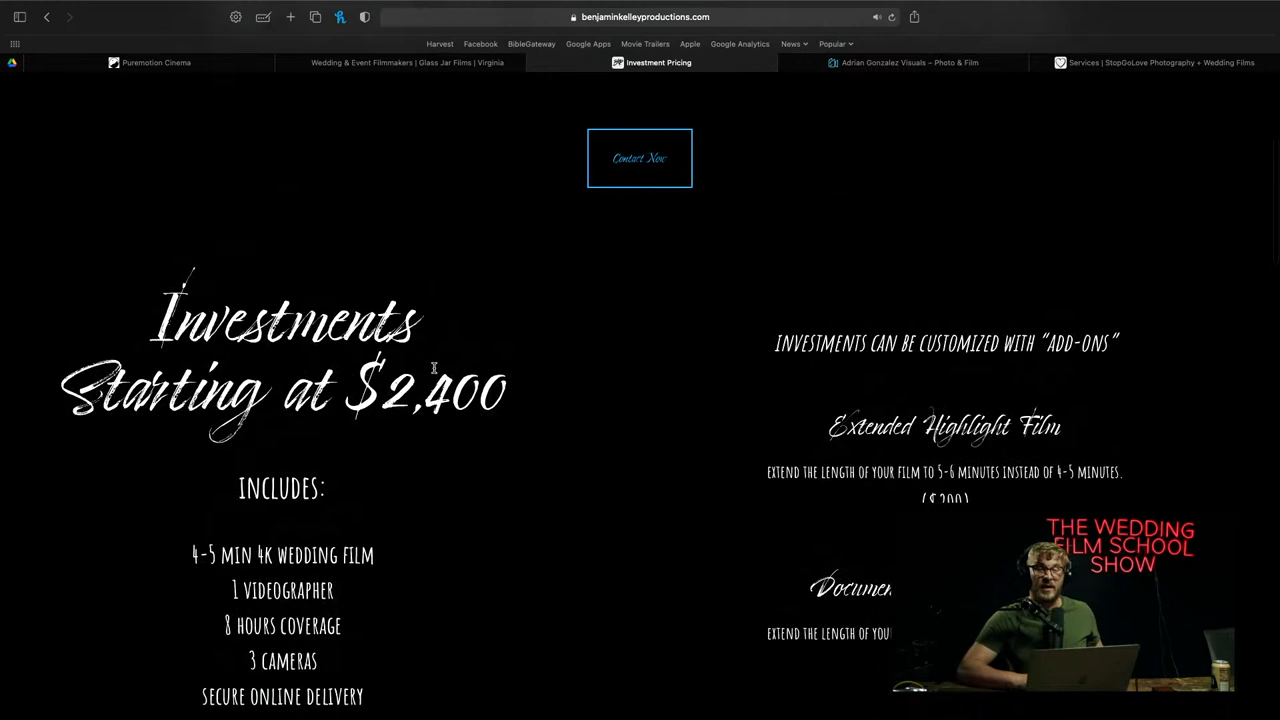 benjaminkelleyproductions.com
Harvest Facebook BibleGateway Google Apps Movie Trailers Apple Google Analytics News Popular
Puremotion Cinema
Wedding & Event Filmmakers | Glass Jar Films | Virginia
Investment Pricing
Adrian Gonzalez Visuals – Photo & Film
Services | StopGoLove Photography + Wedding Films
Contact Now
Investments
Starting at $2,400
INCLUDES:
4-5 MIN 4K WEDDING FILM
1 VIDEOGRAPHER
8 HOURS COVERAGE
3 CAMERAS
SECURE ONLINE DELIVERY
INVESTMENTS CAN BE CUSTOMIZED WITH “ADD-ONS”
Extended Highlight Film
EXTEND THE LENGTH OF YOUR FILM TO 5-6 MINUTES INSTEAD OF 4-5 MINUTES.
Documen
EXTEND THE LENGTH OF YOU
THE WEDDING
FILM SCHOOL
SHOW